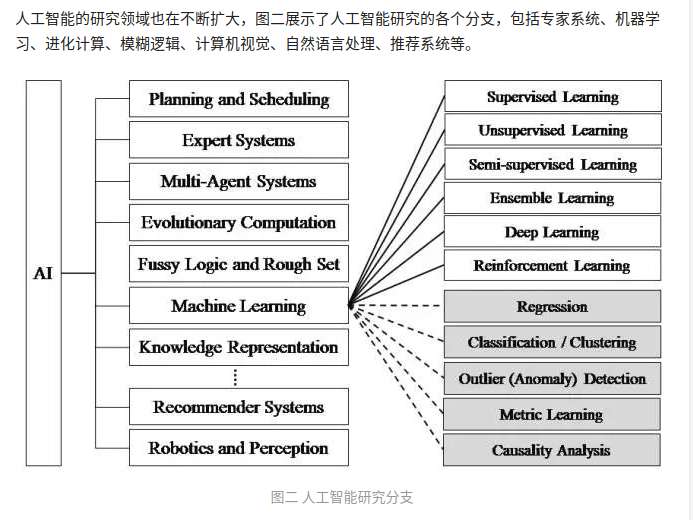 人工智能的研究领域也在不断扩大，图二展示了人工智能研究的各个分支，包括专家系统、机器学
习、进化计算、模糊逻辑、计算机视觉、自然语言处理、推荐系统等。
AI
Planning and Scheduling
Expert Systems
Multi-Agent Systems
Evolutionary Computation
Fussy Logic and Rough Set
Machine Learning
Knowledge Representation
Recommender Systems
Robotics and Perception
Supervised Learning
Unsupervised Learning
Semi-supervised Learning
Ensemble Learning
Deep Learning
Reinforcement Learning
Regression
Classification / Clustering
Outlier (Anomaly) Detection
Metric Learning
Causality Analysis
图二 人工智能研究分支